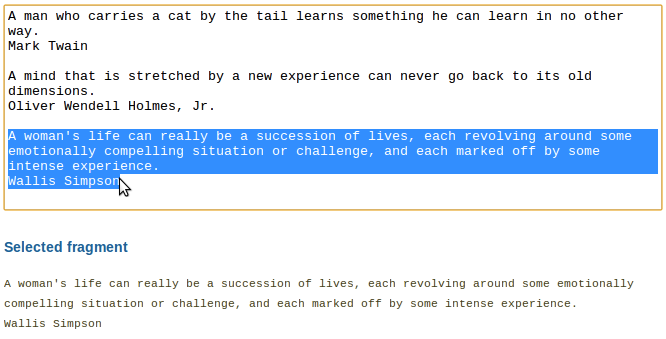 A man who carries a cat by the tail learns something he can learn in no other
way.
Mark Twain
A mind that is stretched by a new experience can never go back to its old
dimensions.
Oliver Wendell Holmes, Jr.
A woman's life can really be a succession of lives, each revolving around some
emotionally compelling situation or challenge, and each marked off by some
intense experience.
Wallis Simpson
Selected fragment
A woman's life can really be a succession of lives, each revolving around some emotionally
compelling situation or challenge, and each marked off by some intense experience.
Wallis Simpson